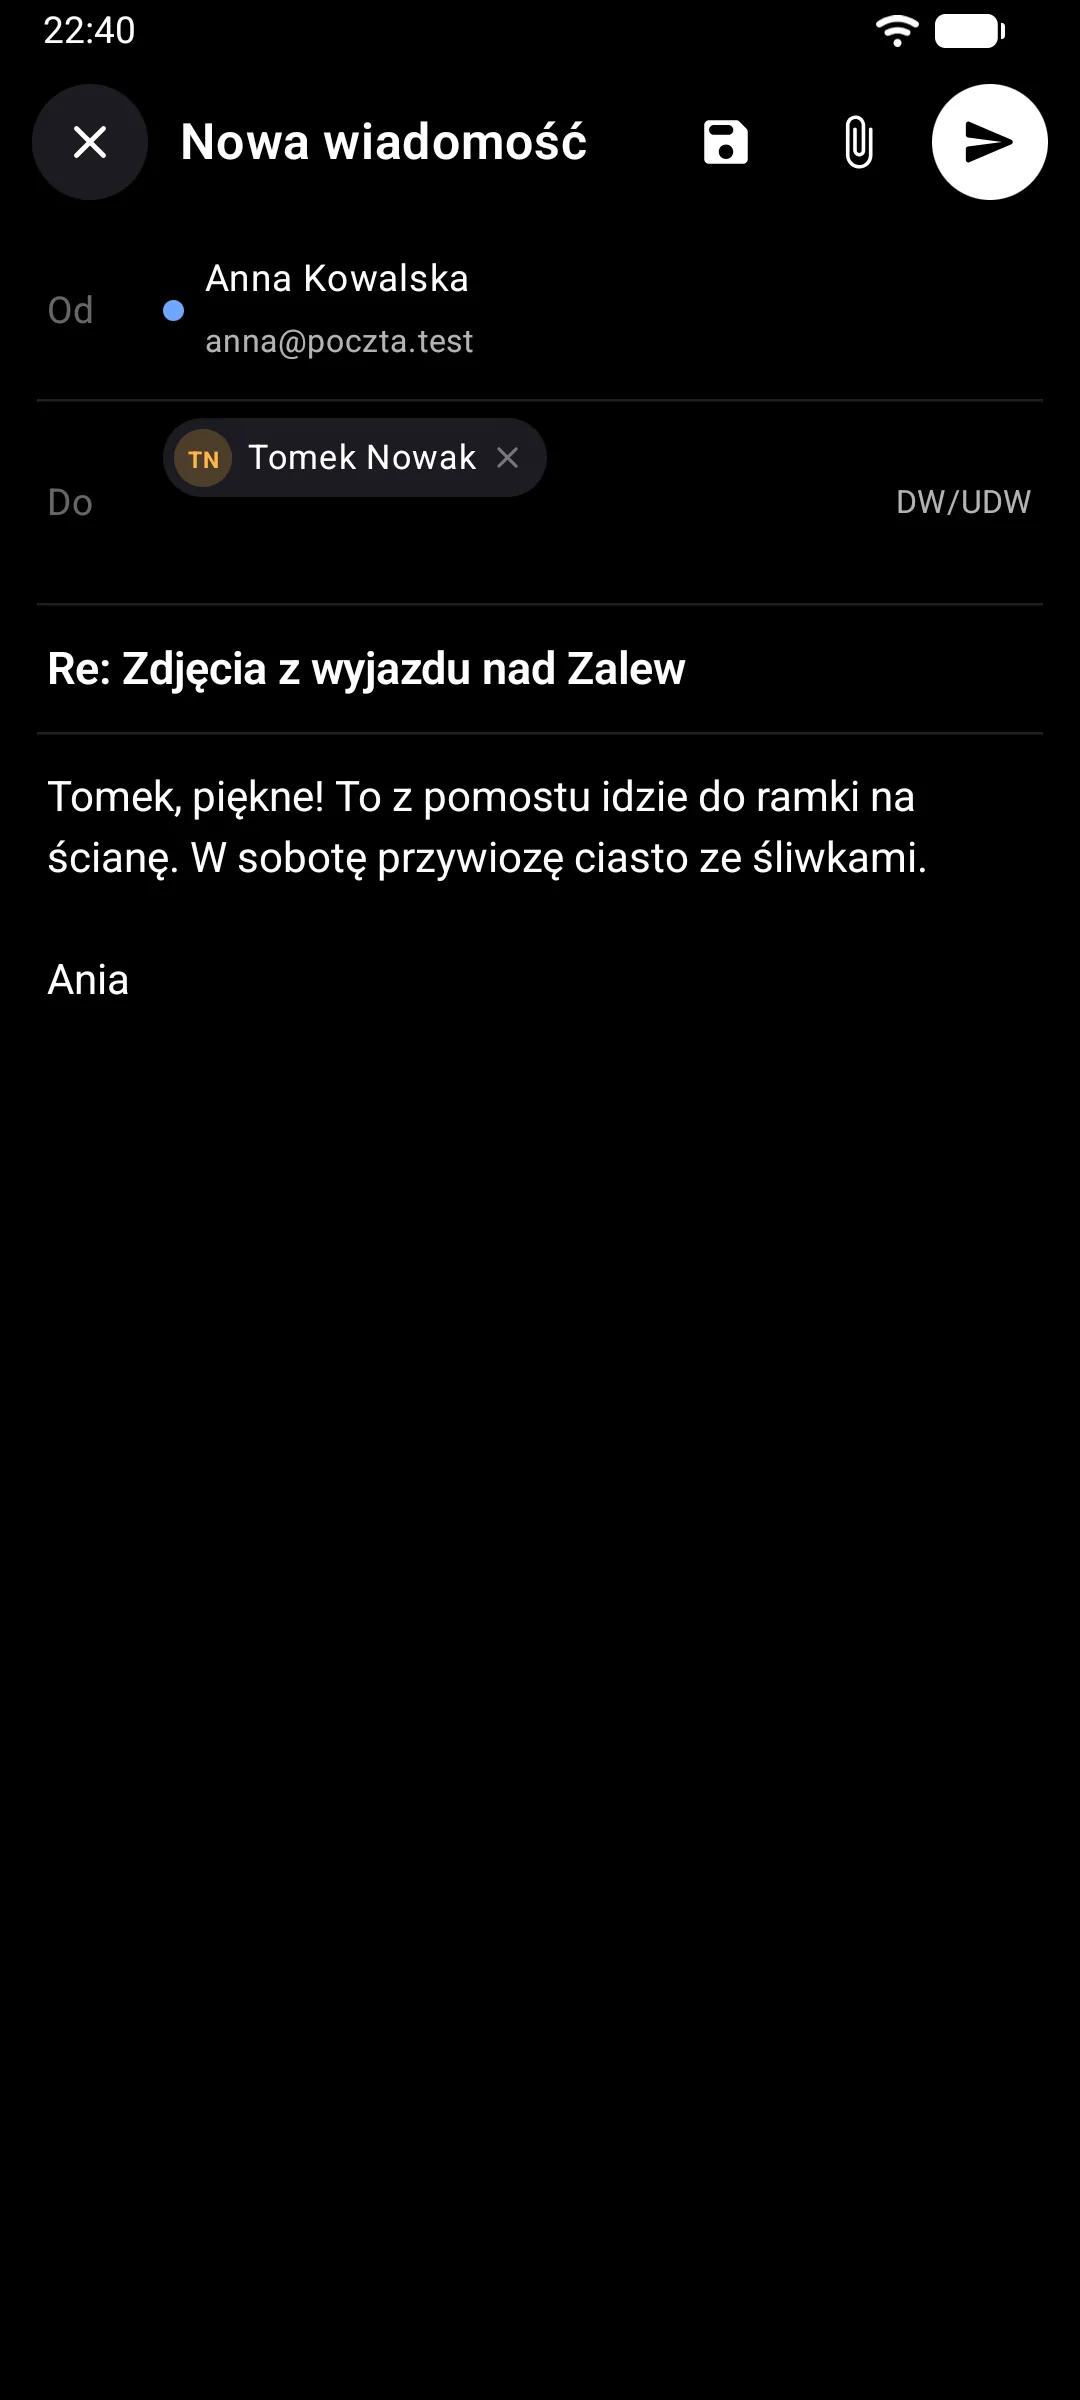 22:40
Nowa wiadomość
Od
Anna Kowalska
anna@poczta.test
Do
TN Tomek Nowak
DW/UDW
Re: Zdjęcia z wyjazdu nad Zalew
Tomek, piękne! To z pomostu idzie do ramki na
ścianę. W sobotę przywiozę ciasto ze śliwkami.
Ania